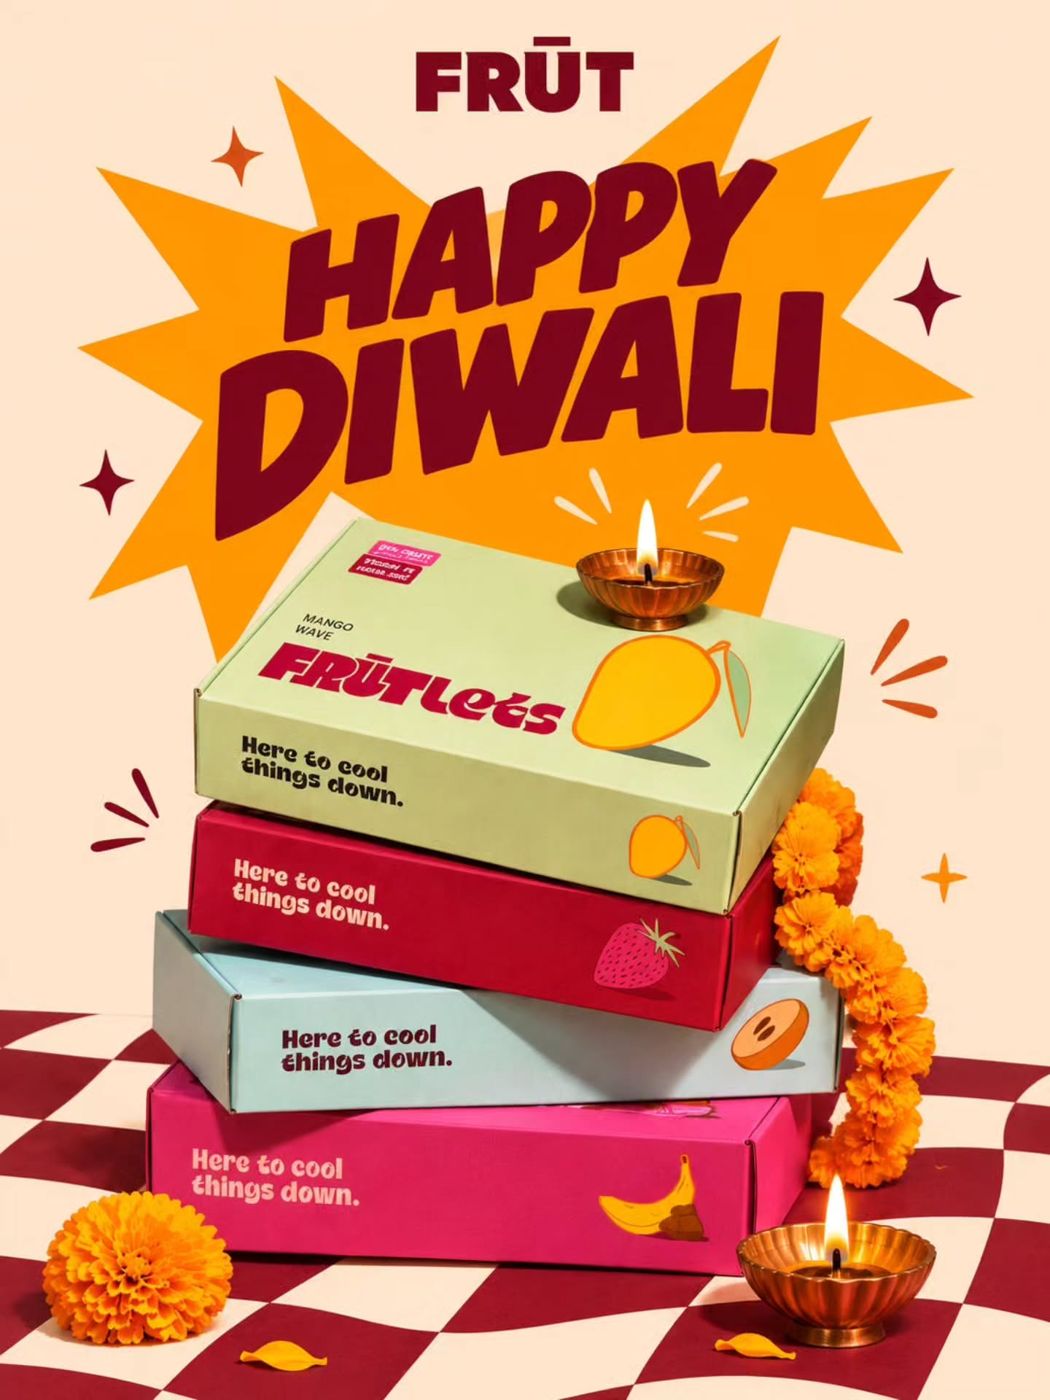 FRŪT
HAPPY
DIWALI
MANGO
WAVE
FRŪTLets
Here to cool
things down.
Here to cool
things down.
Here to cool
things down.
Here to cool
things down.